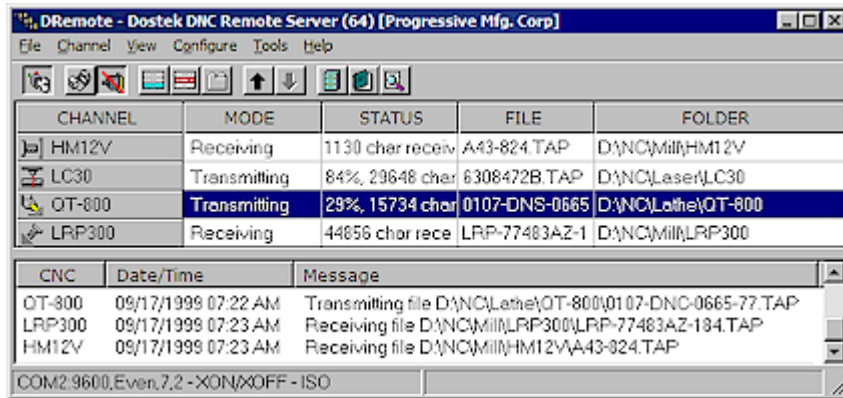 DRemote - Dostek DNC Remote Server (64) [Progressive Mfg. Corp]
File Channel View Configure Tools Help
CHANNEL MODE STATUS FILE FOLDER
HM12V Receiving 1130 char receiv A43-824.TAP D:\NC\Mill\HM12V
LC30 Transmitting 84%, 29648 char 6308472B.TAP D:\NC\Laser\LC30
OT-800 Transmitting 29%, 15734 char 0107-DNS-0665 D:\NC\Lathe\OT-800
LRP300 Receiving 44856 char rece LRP-77483AZ-1 D:\NC\Mill\LRP300
CNC Date/Time Message
OT-800 09/17/1999 07:22 AM Transmitting file D:\NC\Lathe\OT-800\0107-DNC-0665-77.TAP
LRP300 09/17/1999 07:23 AM Receiving file D:\NC\Mill\LRP300\LRP-77483AZ-184.TAP
HM12V 09/17/1999 07:23 AM Receiving file D:\NC\Mill\HM12V\A43-824.TAP
COM2:9600,Even,7,2 - XON/XOFF - ISO